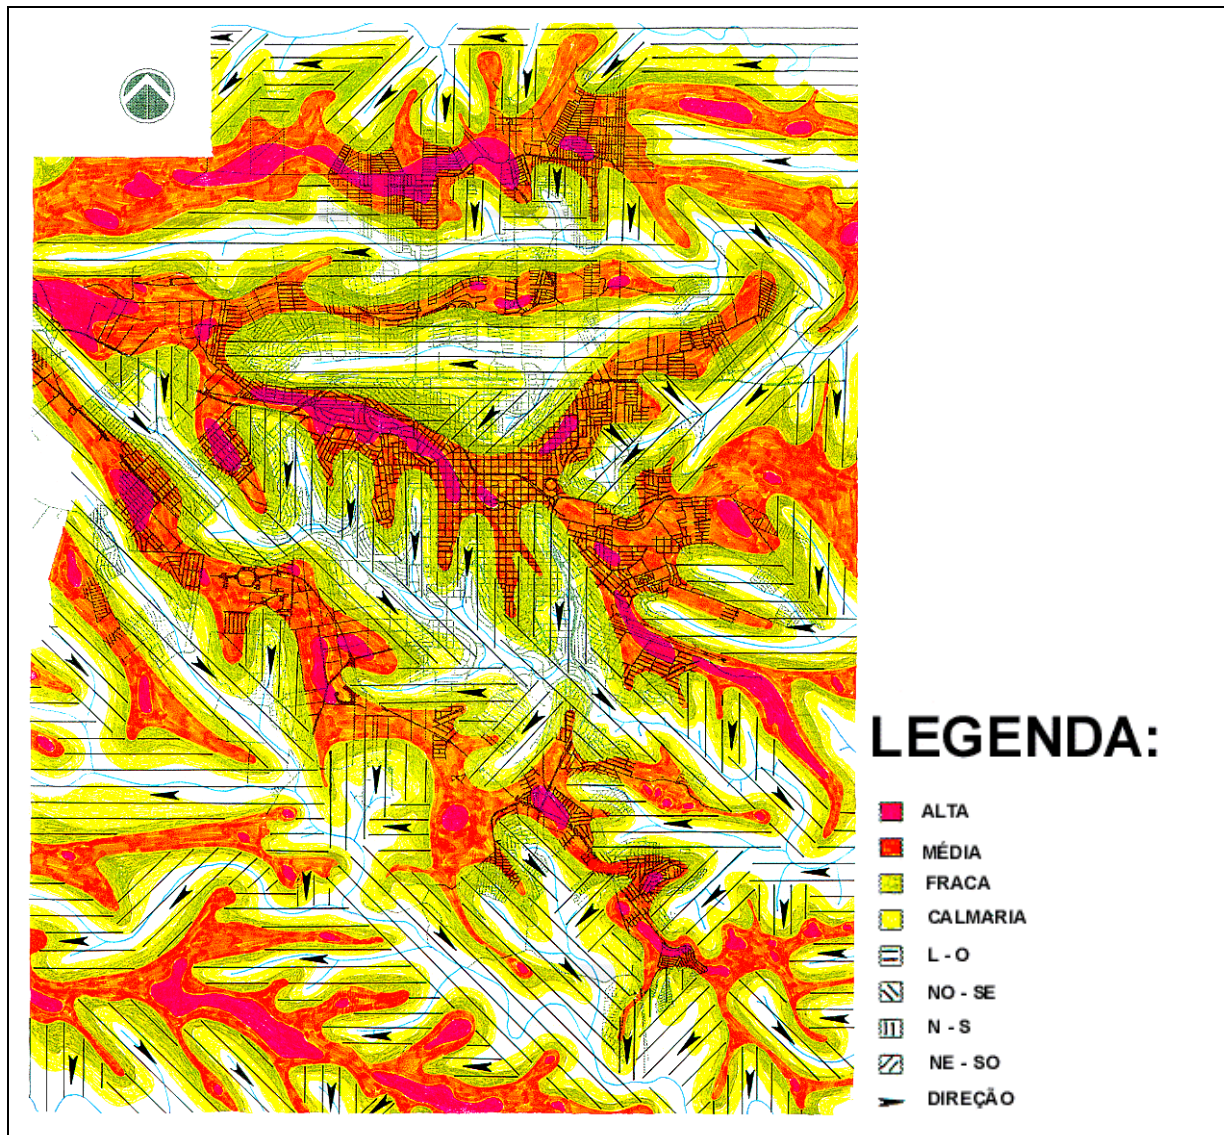 LEGENDA:
ALTA
MÉDIA
FRACA
CALMARIA
L - O
NO - SE
N - S
NE - SO
DIREÇÃO